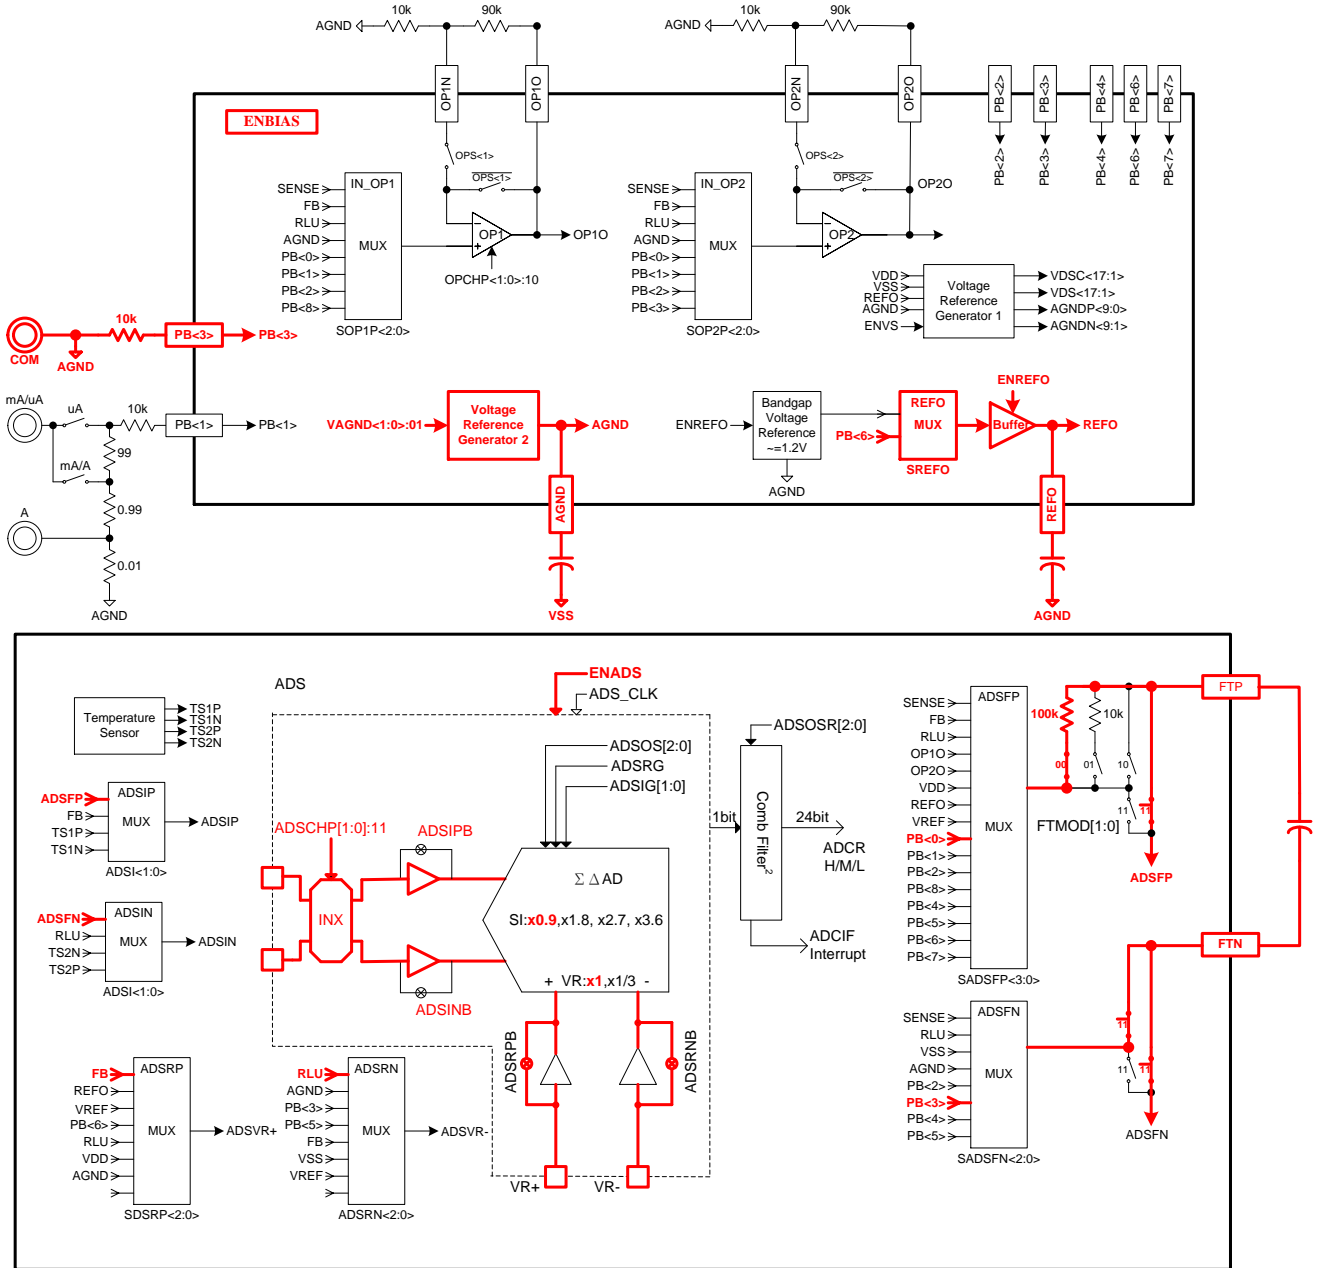 10k
90k
AGND
OP1N
OP1O
10k
90k
AGND
OP2N
OP2O
PB<2>
PB<3>
PB<4>
PB<6>
PB<7>
ENBIAS
PB<2>
PB<3>
PB<4>
PB<6>
PB<7>
OPS<1>
OPS<1>
IN_OP1
SENSE
FB
RLU
AGND
PB<0>
PB<1>
PB<2>
PB<8>
MUX
SOP1P<2:0>
- OP1 +
OP1O
OPCHP<1:0>:10
OPS<2>
OPS<2>
IN_OP2
SENSE
FB
RLU
AGND
PB<0>
PB<1>
PB<2>
PB<3>
MUX
SOP2P<2:0>
- OP2 +
OP2O
VDD
VSS
REFO
AGND
ENVS
Voltage
Reference
Generator 1
VDSC<17:1>
VDS<17:1>
AGNDP<9:0>
AGNDN<9:1>
COM
10k
AGND
PB<3>
PB<3>
mA/uA
uA
10k
PB<1>
PB<1>
99
mA/A
0.99
A
0.01
AGND
VAGND<1:0>:01
Voltage
Reference
Generator 2
AGND
AGND
VSS
ENREFO
Bandgap
Voltage
Reference
~=1.2V
AGND
PB<6>
REFO
MUX
SREFO
ENREFO
Buffer
REFO
REFO
AGND
Temperature
Sensor
TS1P
TS1N
TS2P
TS2N
ADS
ENADS
ADS_CLK
ADSOS[2:0]
ADSRG
ADSIG[1:0]
ADSFP
FB
TS1P
TS1N
ADSIP
MUX
ADSI<1:0>
ADSIP
ADSFN
RLU
TS2N
TS2P
ADSIN
MUX
ADSI<1:0>
ADSIN
ADSCHP[1:0]:11
INX
ADSIPB
ADSINB
Σ Δ AD
SI:x0.9,x1.8, x2.7, x3.6
+ VR:x1,x1/3 -
ADSRPB
ADSRNB
VR+
VR-
FB
REFO
VREF
PB<6>
RLU
VDD
AGND
ADSRP
MUX
SDSRP<2:0>
ADSVR+
RLU
AGND
PB<3>
PB<5>
FB
VSS
VREF
ADSRN
MUX
ADSRN<2:0>
ADSVR-
ADSOSR[2:0]
1bit
Comb Filter2
24bit
ADCR
H/M/L
ADCIF
Interrupt
SENSE
FB
RLU
OP1O
OP2O
VDD
REFO
VREF
PB<0>
PB<1>
PB<2>
PB<8>
PB<4>
PB<5>
PB<6>
PB<7>
ADSFP
MUX
SADSFP<3:0>
100k
10k
00
01
10
11
11
FTMOD[1:0]
ADSFP
FTP
SENSE
RLU
VSS
AGND
PB<2>
PB<3>
PB<4>
PB<5>
ADSFN
MUX
SADSFN<2:0>
11
11
11
ADSFN
FTN